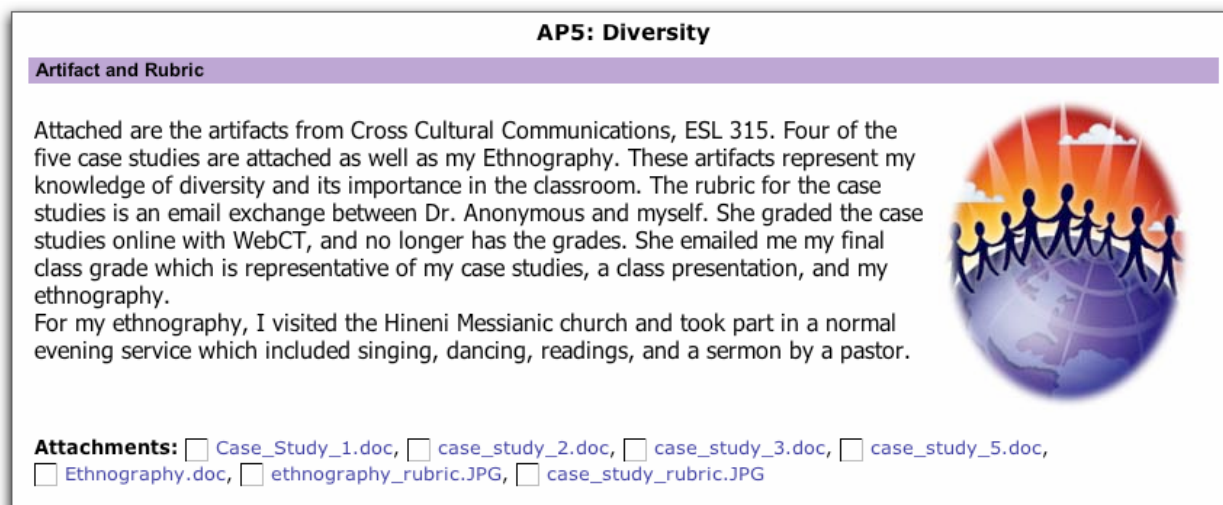 AP5: Diversity
Artifact and Rubric
Attached are the artifacts from Cross Cultural Communications, ESL 315. Four of the
five case studies are attached as well as my Ethnography. These artifacts represent my
knowledge of diversity and its importance in the classroom. The rubric for the case
studies is an email exchange between Dr. Anonymous and myself. She graded the case
studies online with WebCT, and no longer has the grades. She emailed me my final
class grade which is representative of my case studies, a class presentation, and my
ethnography.
For my ethnography, I visited the Hineni Messianic church and took part in a normal
evening service which included singing, dancing, readings, and a sermon by a pastor.
Attachments: Case_Study_1.doc, case_study_2.doc, case_study_3.doc, case_study_5.doc,
Ethnography.doc, ethnography_rubric.JPG, case_study_rubric.JPG